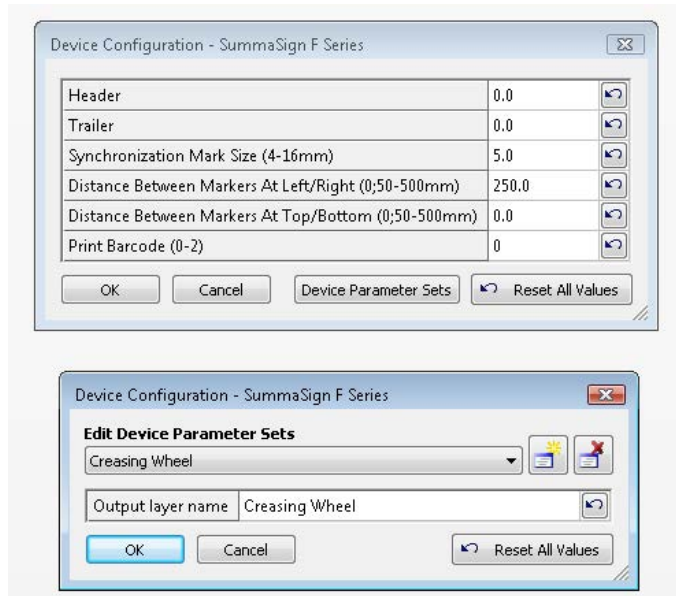 Device Configuration - SummaSign F Series
Header 0.0
Trailer 0.0
Synchronization Mark Size (4-16mm) 5.0
Distance Between Markers At Left/Right (0;50-500mm) 250.0
Distance Between Markers At Top/Bottom (0;50-500mm) 0.0
Print Barcode (0-2) 0
OK Cancel Device Parameter Sets Reset All Values
Device Configuration - SummaSign F Series
Edit Device Parameter Sets
Creasing Wheel
Output layer name Creasing Wheel
OK Cancel Reset All Values